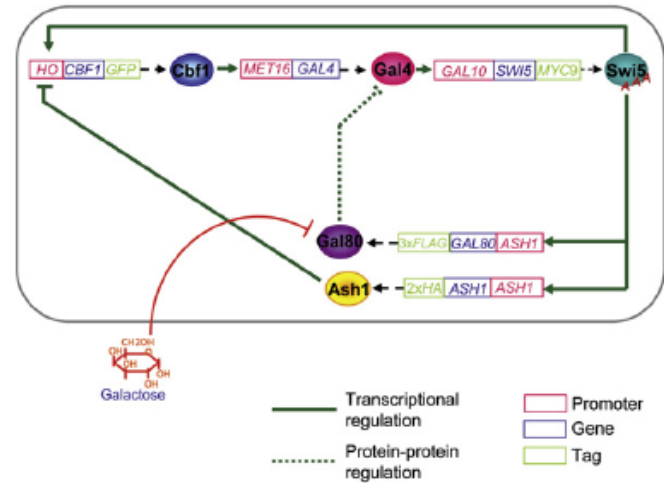 HO CBF1 GFP Cbf1 MET16 GAL4 Gal4 GAL10 SWI5 MYC9 Swi5
AAA
Gal80 3xFLAG GAL80 ASH1
Ash1 2xHA ASH1 ASH1
CH2OH
OH O OH
OH
OH
Galactose
Transcriptional
regulation
Protein-protein
regulation
Promoter
Gene
Tag